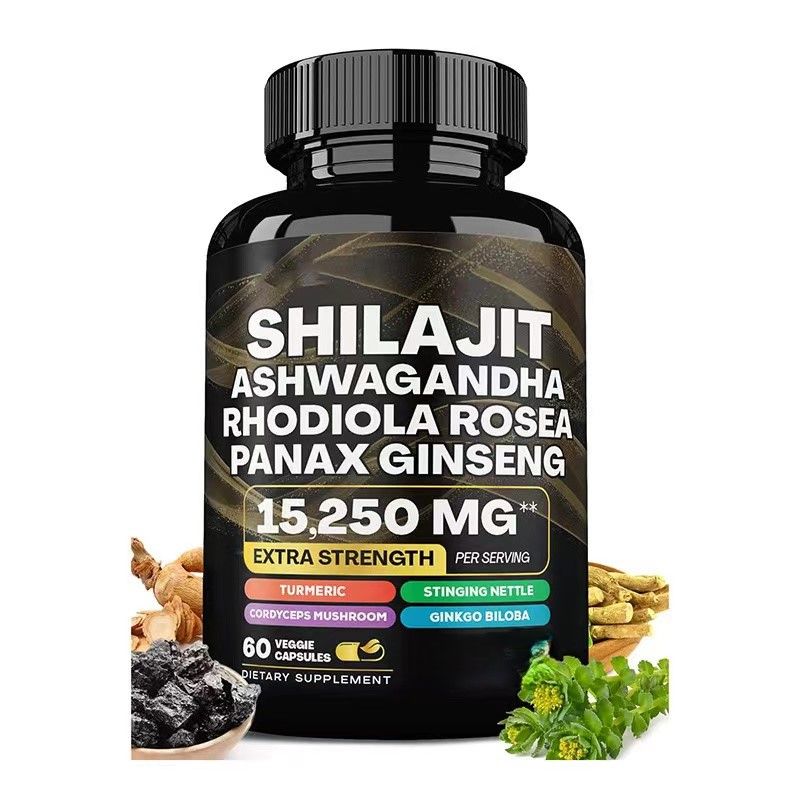 SHILAJIT
ASHWAGANDHA
RHODIOLA ROSEA
PANAX GINSENG
15,250 MG**
EXTRA STRENGTH PER SERVING
TURMERIC STINGING NETTLE
CORDYCEPS MUSHROOM GINKGO BILOBA
60 VEGGIE
CAPSULES
DIETARY SUPPLEMENT